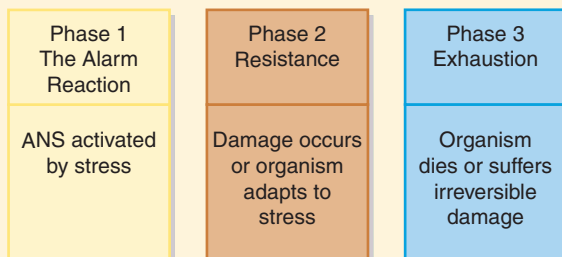 Phase 1
The Alarm
Reaction
ANS activated
by stress
Phase 2
Resistance
Damage occurs
or organism
adapts to
stress
Phase 3
Exhaustion
Organism
dies or suffers
irreversible
damage